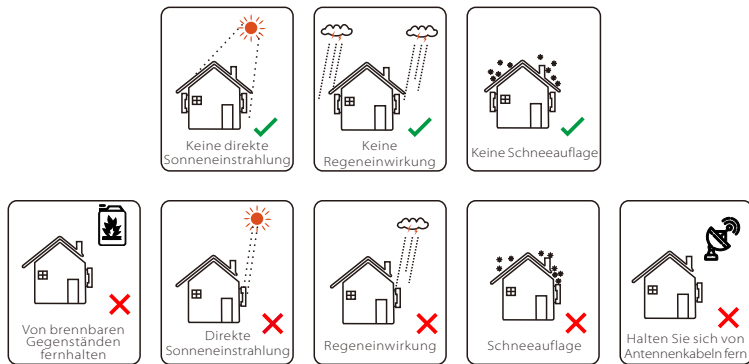 Keine direkte
Sonneneinstrahlung
Keine
Regeneinwirkung
Keine Schneeauflage
Von brennbaren
Gegenständen
fernhalten
Direkte
Sonneneinstrahlung
Regeneinwirkung
Schneeauflage
Halten Sie sich von
Antennenkabeln fern